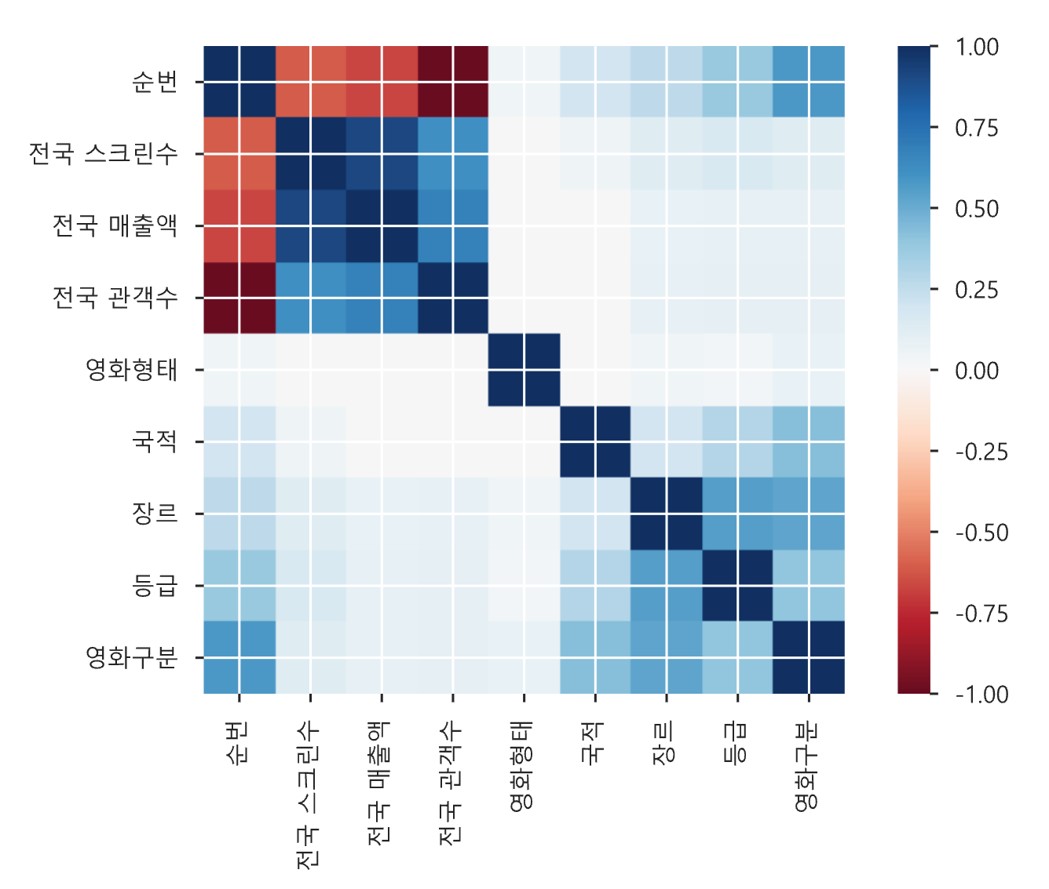 순번
전국 스크린수
전국 매출액
전국 관객수
영화형태
국적
장르
등급
영화구분
순번
전국 스크린수
전국 매출액
전국 관객수
영화형태
국적
장르
등급
영화구분
1.00
0.75
0.50
0.25
0.00
-0.25
-0.50
-0.75
-1.00